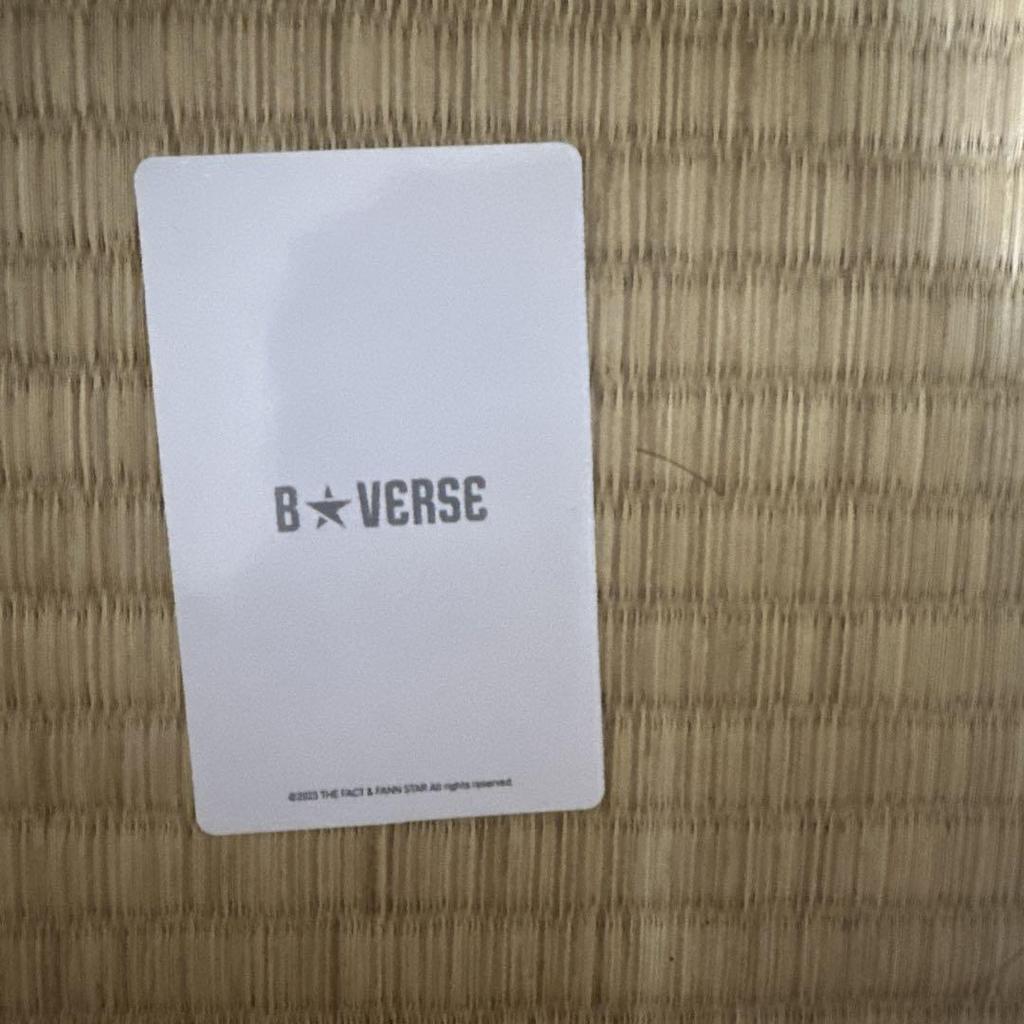 B★VERSE
©2023 THE FACT & FANN STAR All rights reserved.